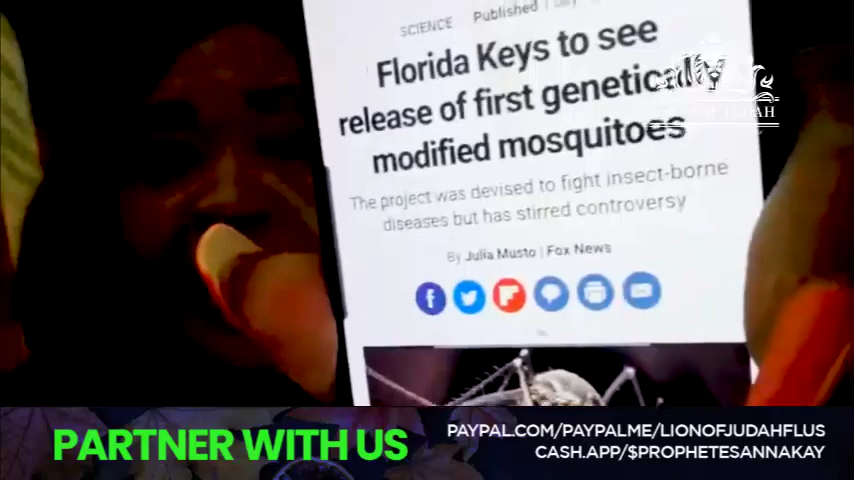 SCIENCE Published
Florida Keys to see
release of first genetically
modified mosquitoes
The project was devised to fight insect-borne
diseases but has stirred controversy
By Julia Musto | Fox News
PARTNER WITH US
PAYPAL.COM/PAYPALME/LIONOFJUDAHFLUS
CASH.APP/$PROPHETESANNAKAY